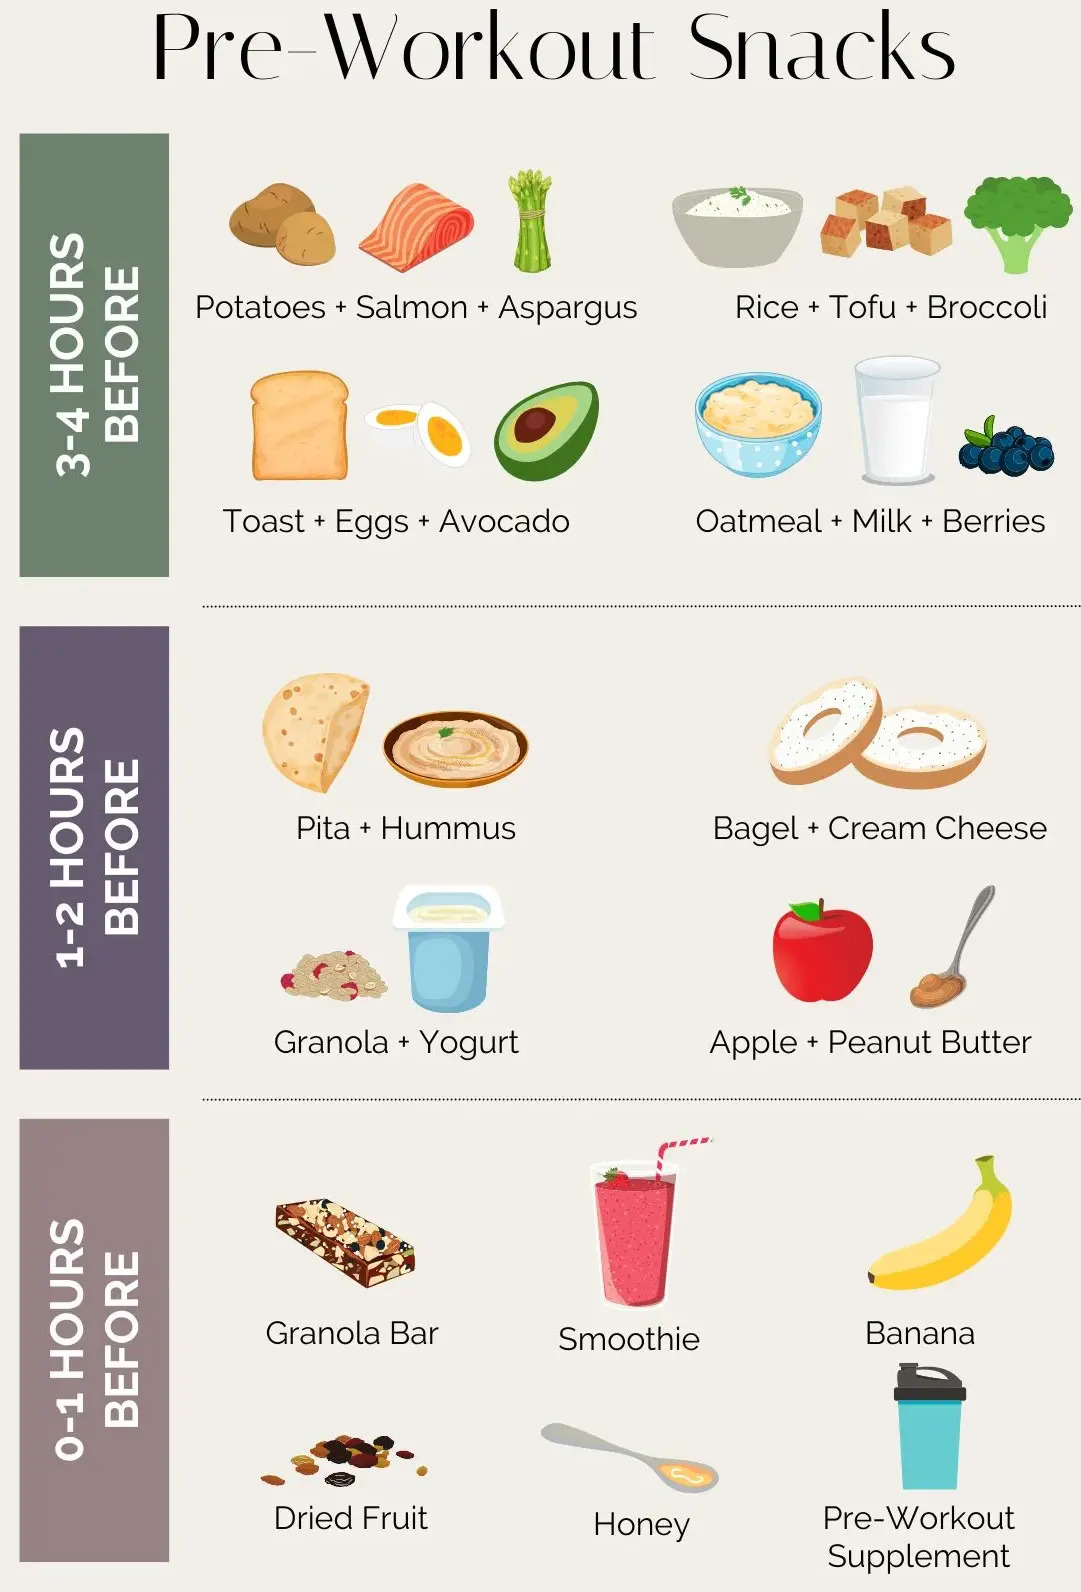 Pre-Workout Snacks
3-4 HOURS
BEFORE
Potatoes + Salmon + Aspargus
Rice + Tofu + Broccoli
Toast + Eggs + Avocado
Oatmeal + Milk + Berries
1-2 HOURS
BEFORE
Pita + Hummus
Bagel + Cream Cheese
Granola + Yogurt
Apple + Peanut Butter
0-1 HOURS
BEFORE
Granola Bar
Smoothie
Banana
Dried Fruit
Honey
Pre-Workout
Supplement